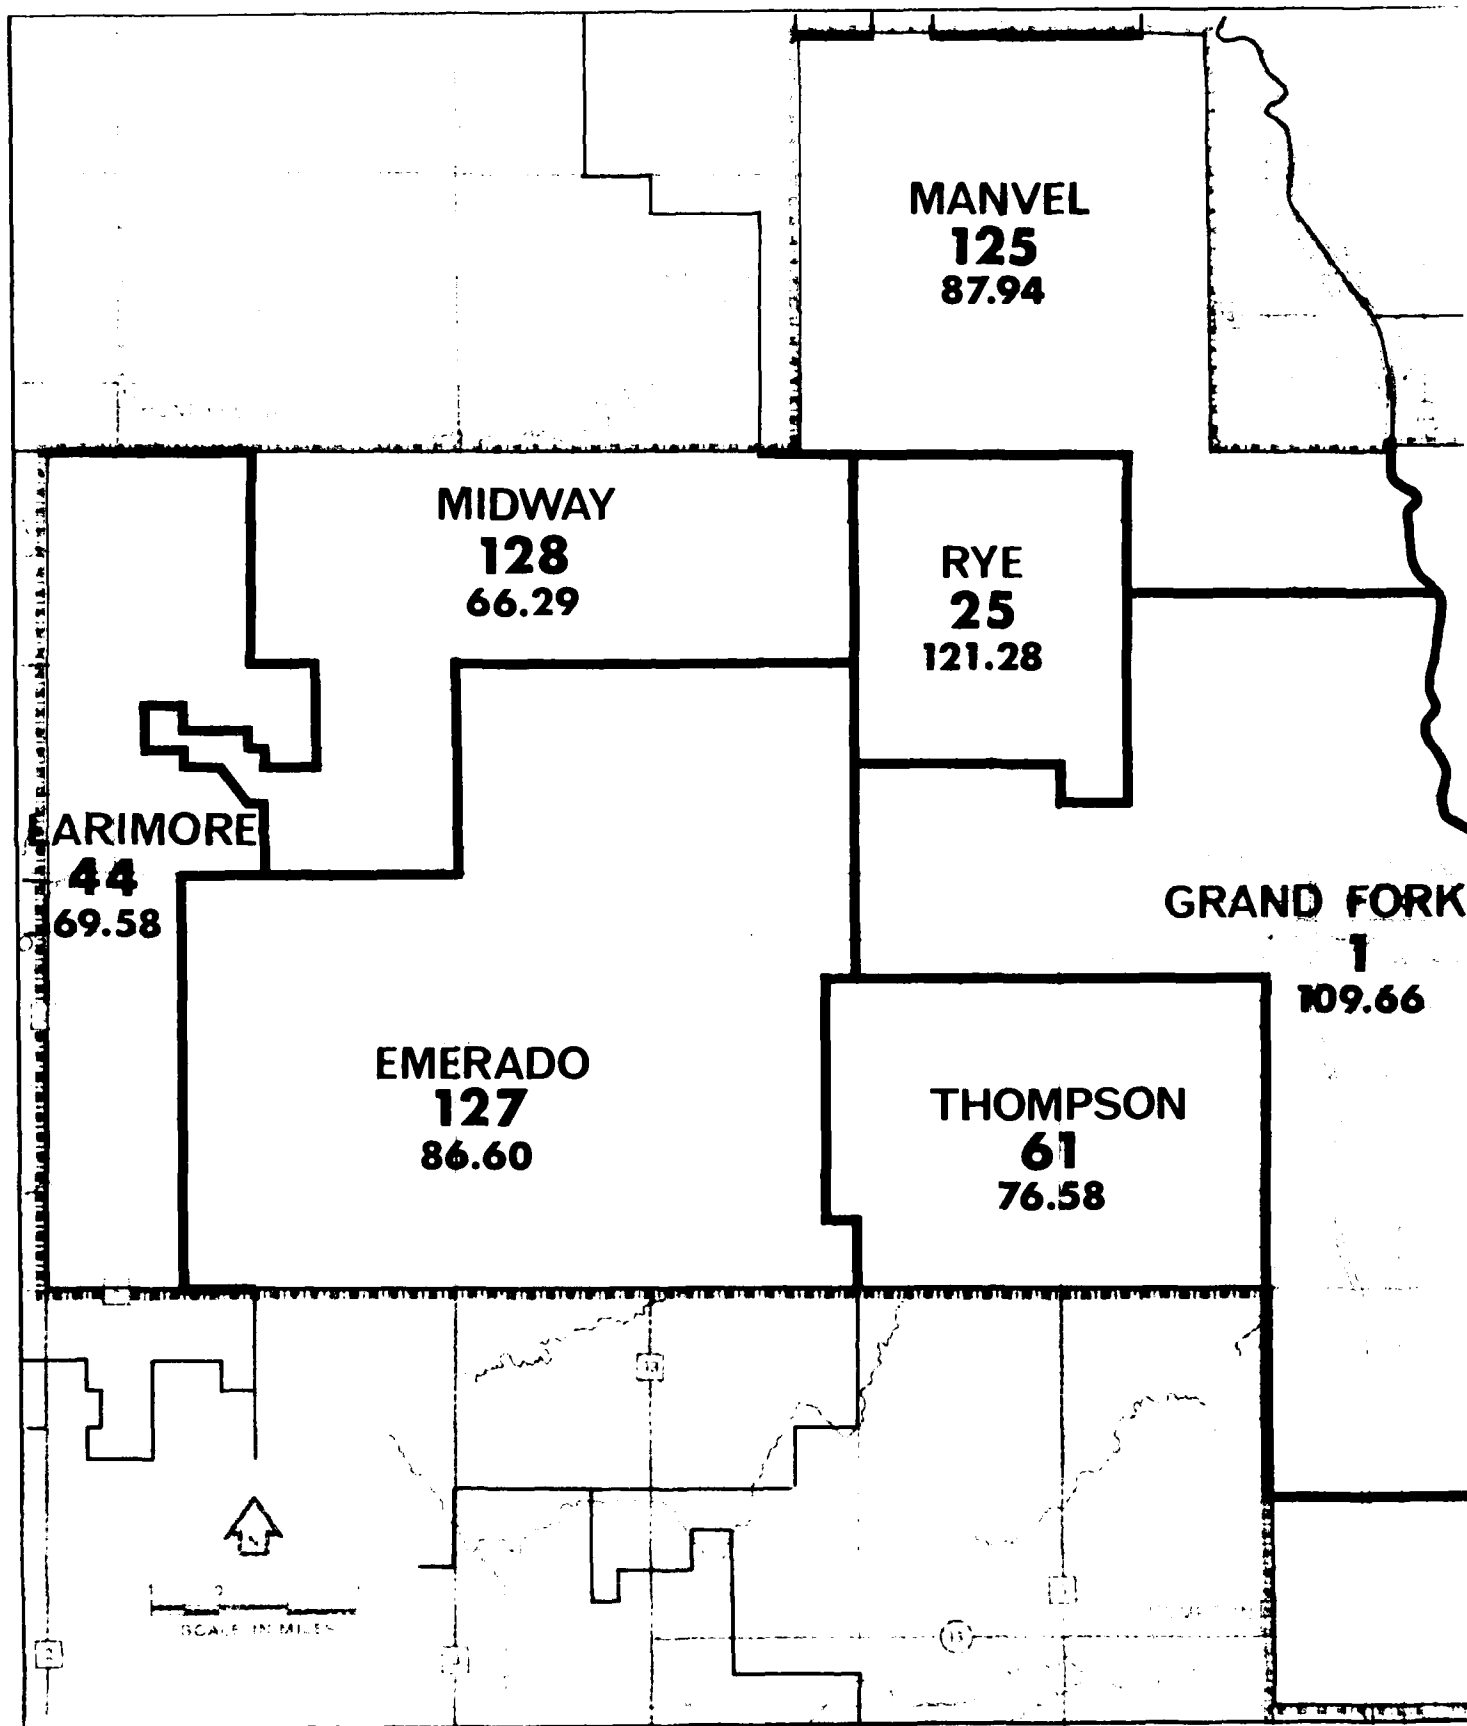 MANVEL
125
87.94
MIDWAY
128
66.29
RYE
25
121.28
ARIMORE
44
69.58
GRAND FORK
1
109.66
EMERADO
127
86.60
THOMPSON
61
76.58
SCALE IN MILES